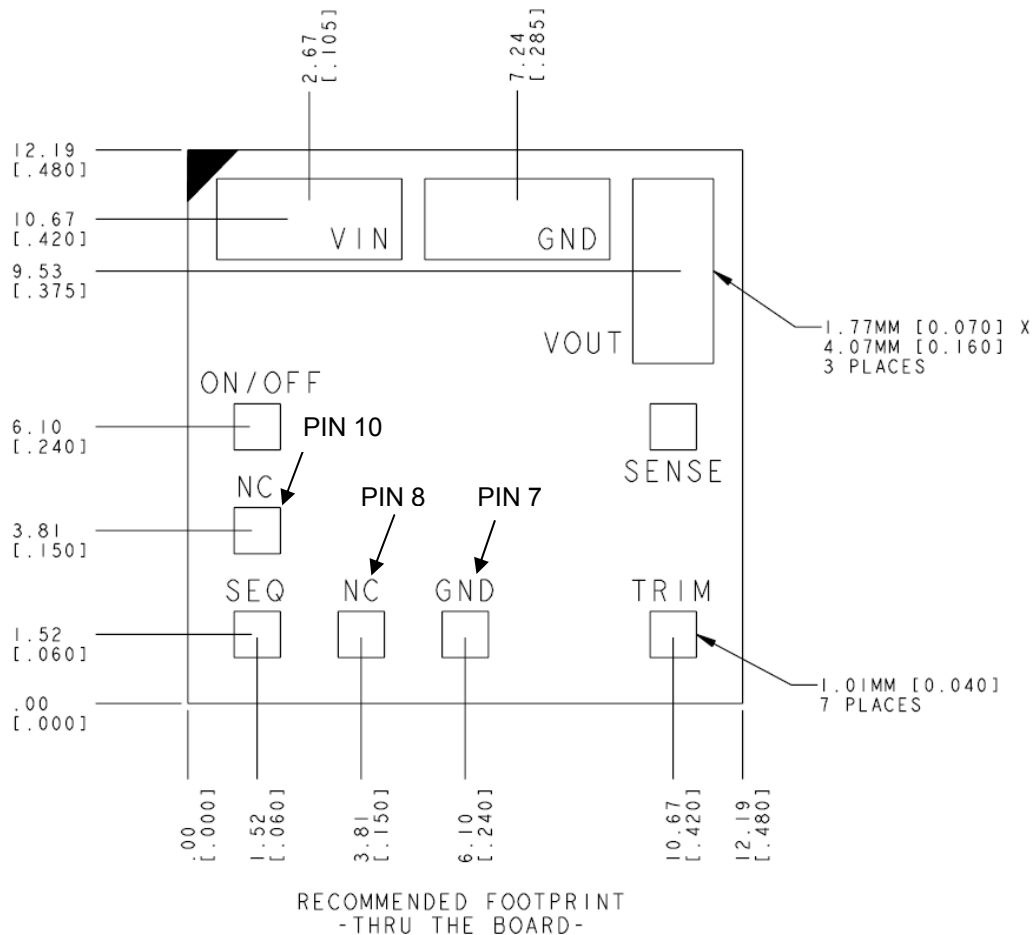 2.67
[.105]
7.24
[.285]
12.19
[.480]
10.67
[.420]
VIN
GND
9.53
[.375]
1.77MM [0.070] X
4.07MM [0.160]
3 PLACES
VOUT
ON/OFF
6.10
[.240]
PIN 10
SENSE
NC
PIN 8
PIN 7
3.81
[.150]
SEQ
NC
GND
TRIM
1.52
[.060]
1.01MM [0.040]
7 PLACES
.00
[.000]
.00
[.000]
1.52
[.060]
3.81
[.150]
6.10
[.240]
10.67
[.420]
12.19
[.480]
RECOMMENDED FOOTPRINT
-THRU THE BOARD-